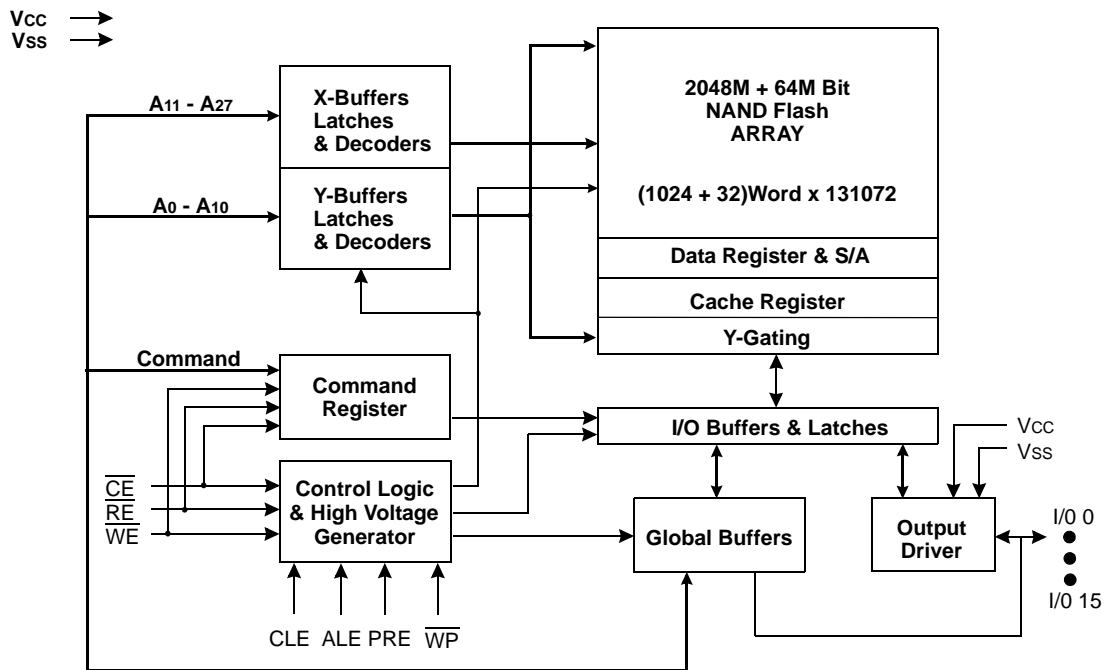 VCC
VSS
A11 - A27
X-Buffers
Latches
& Decoders
A0 - A10
Y-Buffers
Latches
& Decoders
2048M + 64M Bit
NAND Flash
ARRAY
(1024 + 32)Word x 131072
Data Register & S/A
Cache Register
Y-Gating
Command
Command
Register
I/O Buffers & Latches
VCC
VSS
CE
RE
WE
Control Logic
& High Voltage
Generator
Global Buffers
Output
Driver
I/0 0
I/0 15
CLE
ALE
PRE
WP